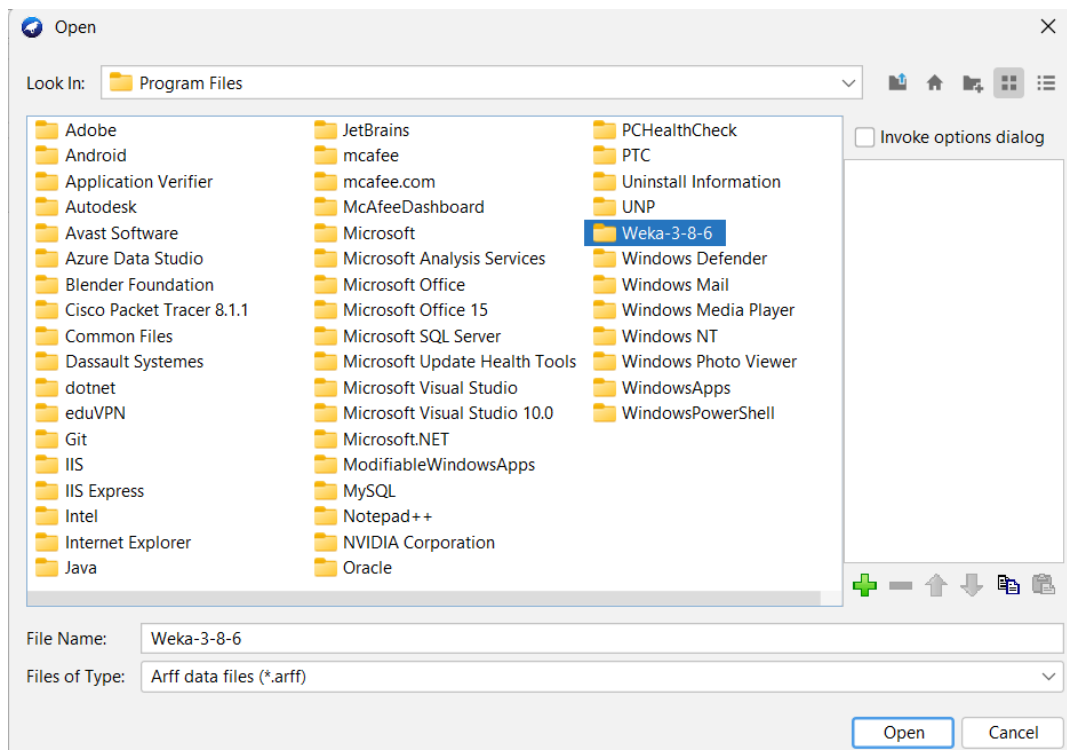 Open
Look In: Program Files
Adobe
Android
Application Verifier
Autodesk
Avast Software
Azure Data Studio
Blender Foundation
Cisco Packet Tracer 8.1.1
Common Files
Dassault Systemes
dotnet
eduVPN
Git
IIS
IIS Express
Intel
Internet Explorer
Java
JetBrains
mcafee
mcafee.com
McAfeeDashboard
Microsoft
Microsoft Analysis Services
Microsoft Office
Microsoft Office 15
Microsoft SQL Server
Microsoft Update Health Tools
Microsoft Visual Studio
Microsoft Visual Studio 10.0
Microsoft.NET
ModifiableWindowsApps
MySQL
Notepad++
NVIDIA Corporation
Oracle
PCHealthCheck
PTC
Uninstall Information
UNP
Weka-3-8-6
Windows Defender
Windows Mail
Windows Media Player
Windows NT
Windows Photo Viewer
WindowsApps
WindowsPowerShell
Invoke options dialog
File Name: Weka-3-8-6
Files of Type: Arff data files (*.arff)
Open Cancel